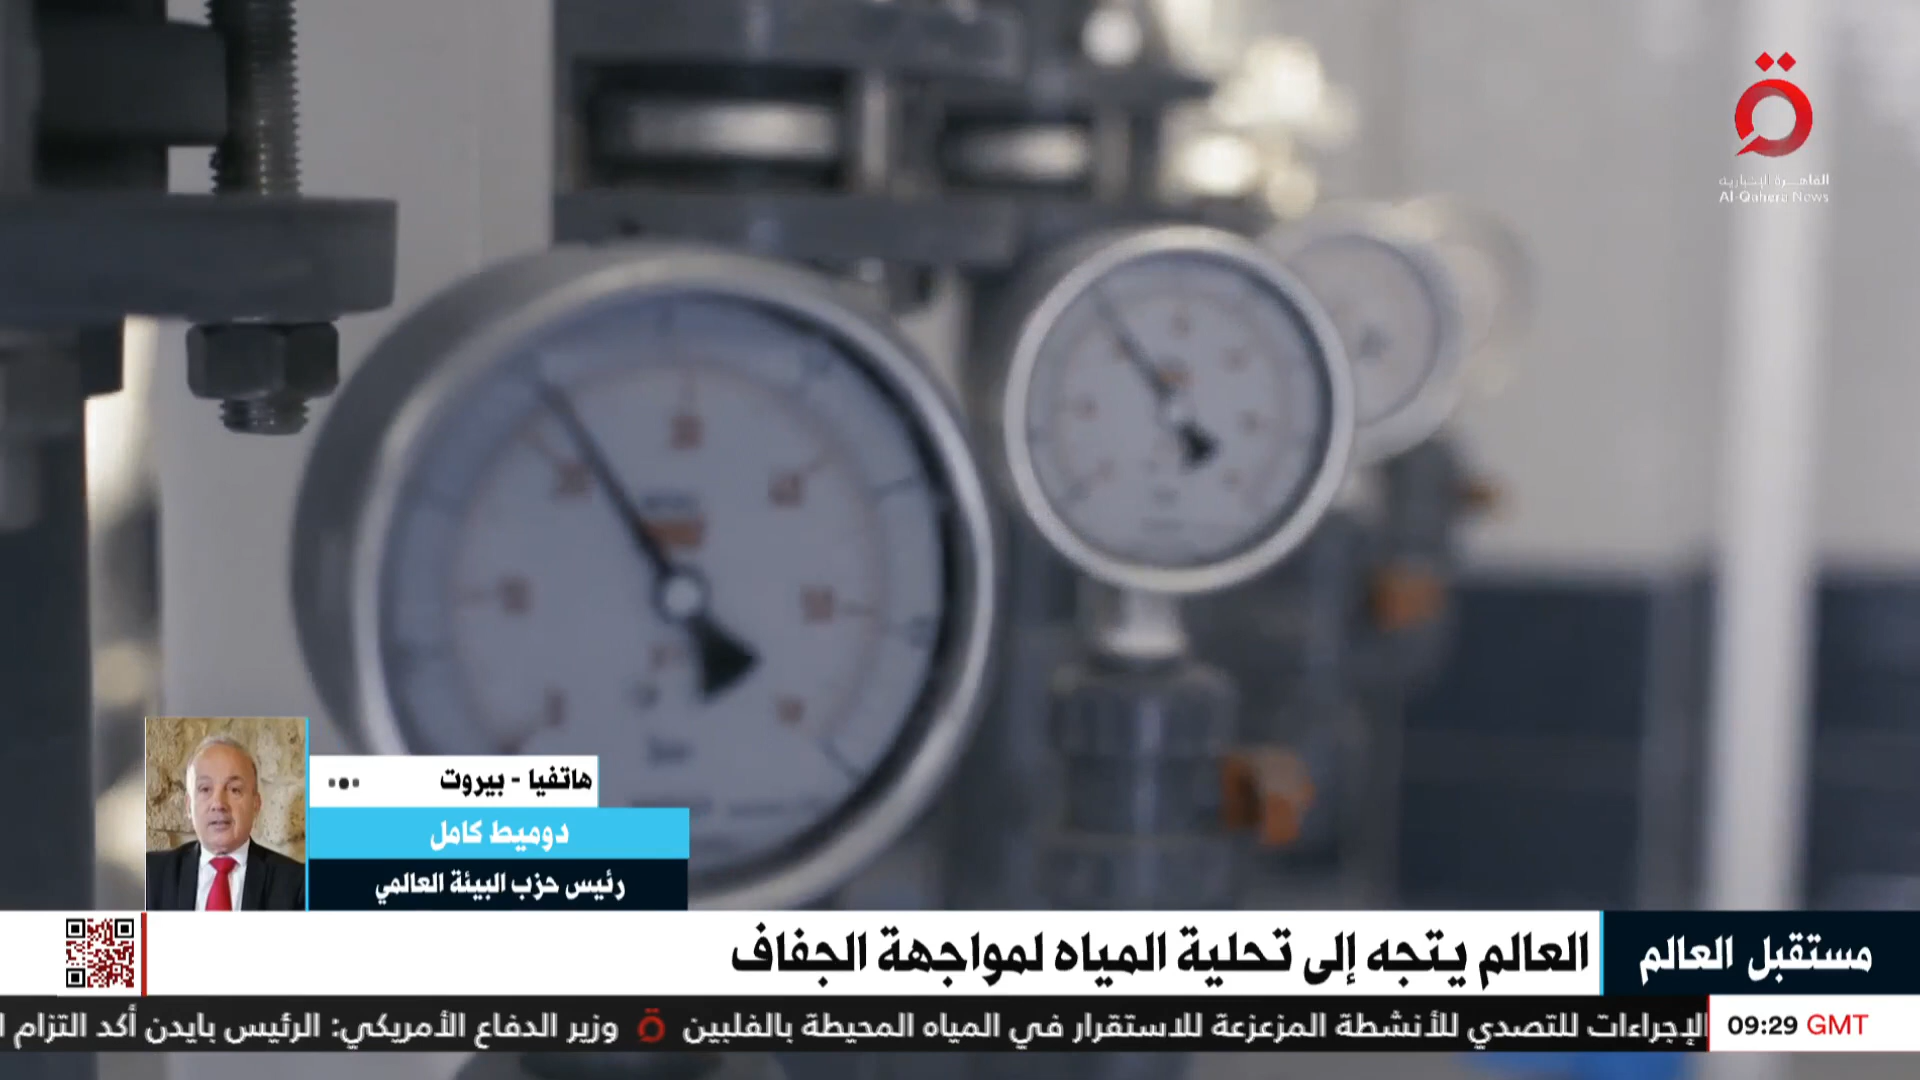 القاهرة الإخبارية
Al Qahera News
هاتفيا - بيروت
دوميط كامل
رئيس حزب البيئة العالمي
مستقبل العالم
العالم يتجه إلى تحلية المياه لمواجهة الجفاف
09:29 GMT
الإجراءات للتصدي للأنشطة المزعزعة للاستقرار في المياه المحيطة بالفلبين وزير الدفاع الأمريكي: الرئيس بايدن أكد التزام ا